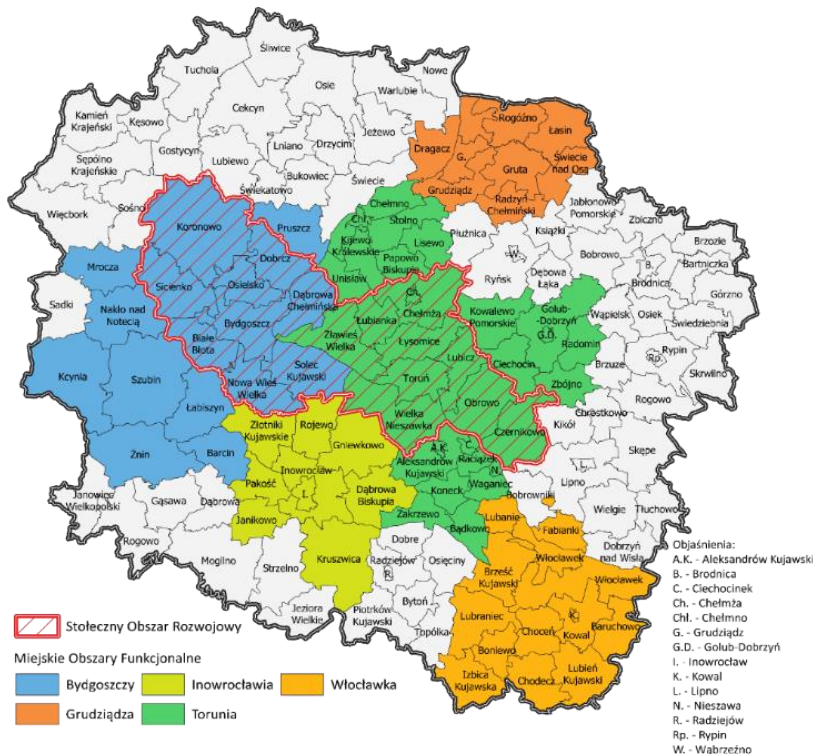 Śliwice
Tuchola
Nowe
Osie
Warlubie
Kamień
Krajeński
Kęsowo
Cekcyn
Rogóźno
Łasin
Gostycyn
Lniano
Drzycim
Jeżewo
Dragacz
G.
Sępólno
Krajeńskie
Lubiewo
Bukowiec
Gruta
Świecie
nad Osą
Świekatowo
Świecie
Grudziądz
Radzyń
Chełmiński
Więcbork
Sośno
Chełmno
Jabłonowo
Pomorskie
Zbiczno
Koronowo
Pruszcz
Chł.
Stolno
Płużnica
Książki
Brzozie
Kijewo
Królewskie
Lisewo
Bobrowo
Bartniczka
Mrocza
Dobrcz
Papowo
Biskupie
W.
B.
Sicienko
Osielsko
Unisław
Ryńsk
Dębowa
Łąka
Brodnica
Górzno
Sadki
Dąbrowa
Chełmińska
Ch.
Nakło nad
Notecią
Bydgoszcz
Łubianka
Chełmża
Kowalewo
Pomorskie
Golub
-Dobrzyń
G.D.
Wąpielsk
Osiek
Świedziebnia
Zławieś
Wielka
Łysomice
Radomin
Białe
Błota
Lubicz
Ciechocin
Rp.
Rypin
Solec
Kujawski
Brzuze
Skrwilno
Kcynia
Szubin
Nowa Wieś
Wielka
Toruń
Zbójno
Obrowo
Rogowo
Łabiszyn
Wielka
Nieszawka
Chrostkowo
Złotniki
Kujawskie
Rojewo
Czernikowo
Kikół
Gniewkowo
A.K.
C.
Skępe
Żnin
Barcin
Inowrocław
Aleksandrów
Kujawski
Raciążek
N.
L.
Pakość
I.
Waganiec
Lipno
Janowiec
Wielkopolski
Gąsawa
Dąbrowa
Dąbrowa
Biskupia
Koneck
Bobrowniki
Tłuchowo
Janikowo
Zakrzewo
Lubanie
Wielgie
Rogowo
Bądkowo
Fabianki
Mogilno
Kruszwica
Dobre
Włocławek
Dobrzyń
nad Wisłą
Strzelno
Radziejów
Osięciny
R.
Brześć
Kujawski
Włocławek
Jeziora
Wielkie
Piotrków
Kujawski
Bytoń
Lubraniec
K.
Baruchowo
Topólka
Choceń
Kowal
Boniewo
Izbica
Kujawska
Chodecz
Lubień
Kujawski
Stołeczny Obszar Rozwojowy
Miejskie Obszary Funkcjonalne
Bydgoszczy
Inowrocławia
Włocławka
Grudziądza
Torunia
Objaśnienia:
A.K. - Aleksandrów Kujawski
B. - Brodnica
C. - Ciechocinek
Ch. - Chełmża
Chł. - Chełmno
G. - Grudziądz
G.D. - Golub-Dobrzyń
I. - Inowrocław
K. - Kowal
L. - Lipno
N. - Nieszawa
R. - Radziejów
Rp. - Rypin
W. - Wąbrzeźno